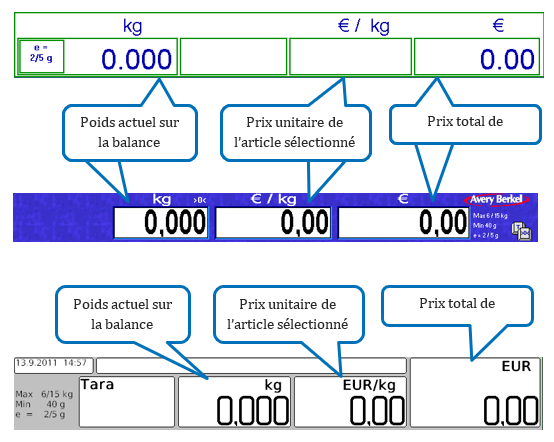 kg € / kg €
e =
2/5 g
0.000 0.00
Poids actuel sur
la balance
Prix unitaire de
l'article sélectionné
Prix total de
kg >0< € / kg € Avery Berkel
0,000 0,00 0,00
Max 6 / 15 kg
Min 40 g
e = 2 / 5 g
Poids actuel sur
la balance
Prix unitaire de
l'article sélectionné
Prix total de
13.9.2011 14:57
EUR
Tara kg EUR/kg
Max 6/15 kg
Min 40 g
e = 2/5 g
0,000 0,00 0,00